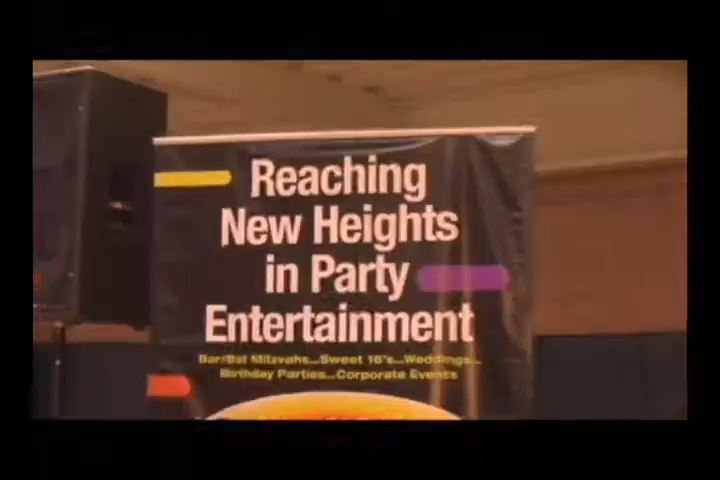 Reaching
New Heights
in Party
Entertainment
Bar/Bat Mitzvahs...Sweet 16's...Weddings...
Birthday Parties...Corporate Events